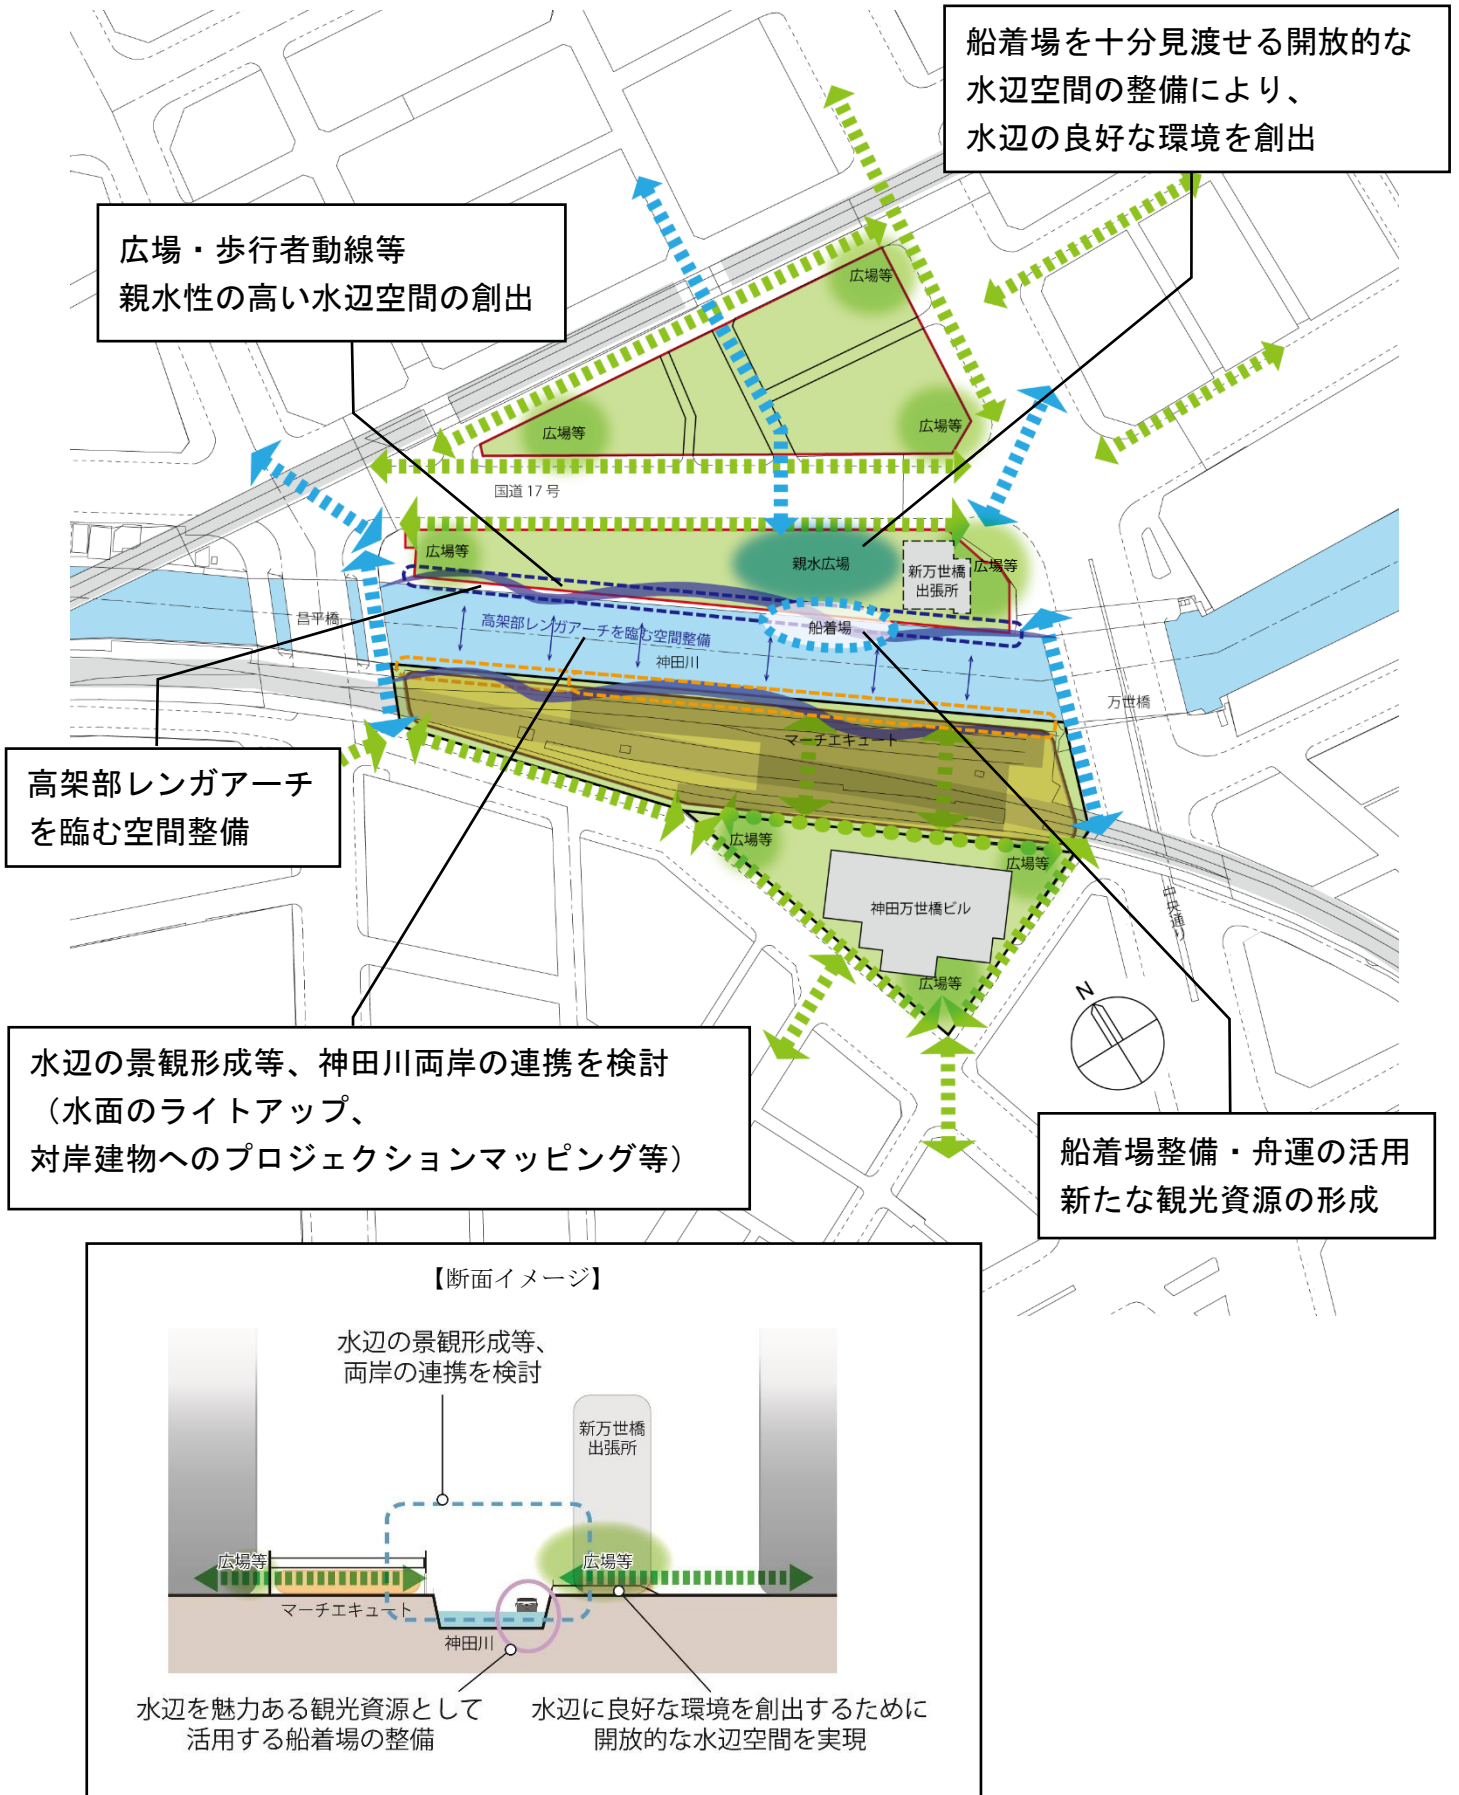 船着場を十分見渡せる開放的な
水辺空間の整備により、
水辺の良好な環境を創出
広場・歩行者動線等
親水性の高い水辺空間の創出
広場等
広場等
広場等
国道17号
広場等
親水広場
新万世橋
出張所
広場等
昌平橋
高架部レンガアーチを臨む空間整備
船着場
神田川
万世橋
マーチエキュート
高架部レンガアーチ
を臨む空間整備
広場等
広場等
神田万世橋ビル
中央通り
広場等
N
水辺の景観形成等、神田川両岸の連携を検討
（水面のライトアップ、
対岸建物へのプロジェクションマッピング等）
船着場整備・舟運の活用
新たな観光資源の形成
【断面イメージ】
水辺の景観形成等、
両岸の連携を検討
新万世橋
出張所
広場等
広場等
マーチエキュート
神田川
水辺を魅力ある観光資源として
活用する船着場の整備
水辺に良好な環境を創出するために
開放的な水辺空間を実現